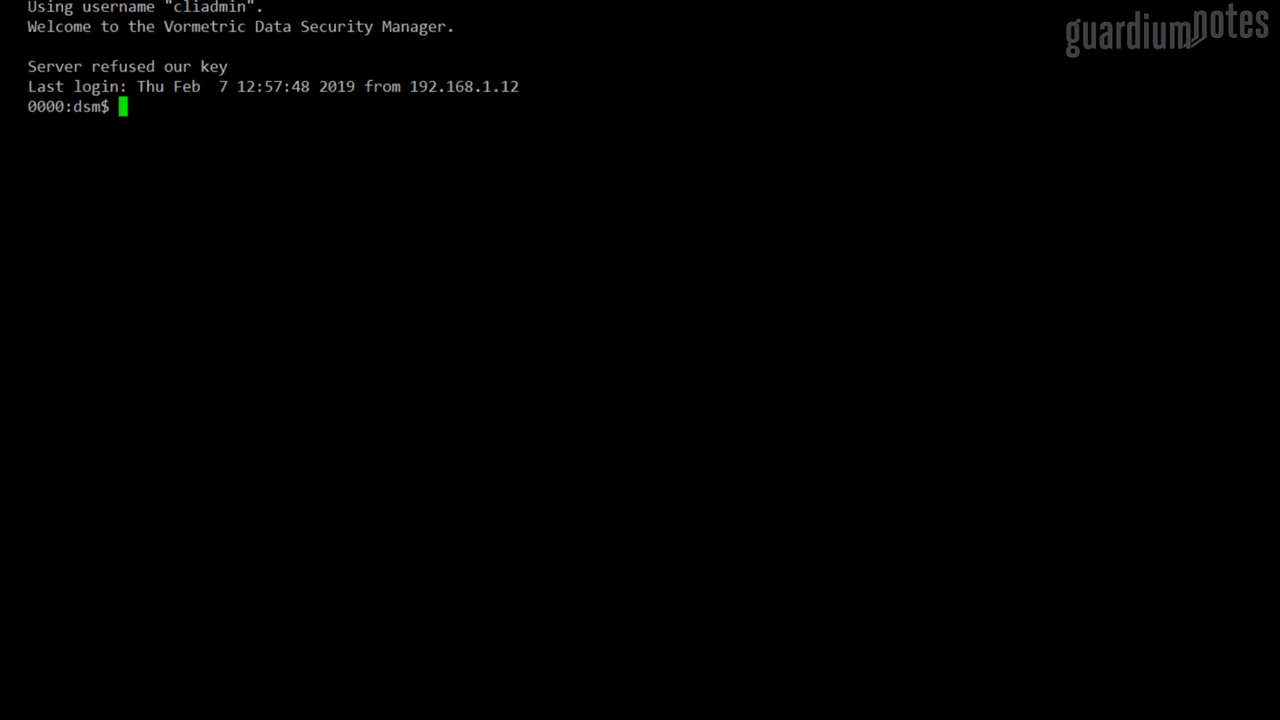 Using username "cliadmin".
Welcome to the Vormetric Data Security Manager.
Server refused our key
Last login: Thu Feb  7 12:57:48 2019 from 192.168.1.12
0000:dsm$
guardiumnotes